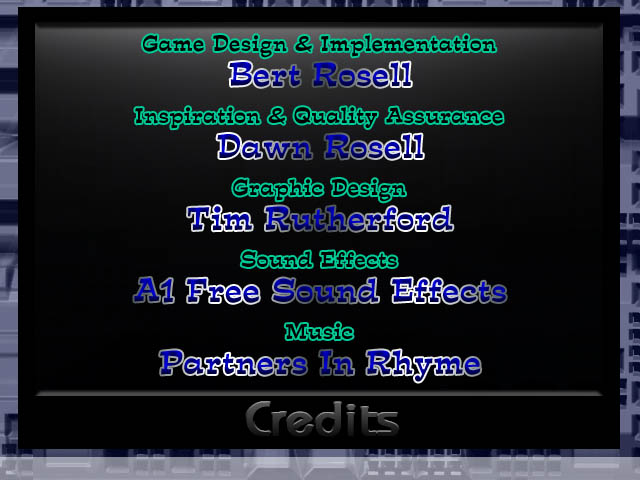 Game Design & Implementation
Bert Rosell
Inspiration & Quality Assurance
Dawn Rosell
Graphic Design
Tim Rutherford
Sound Effects
A1 Free Sound Effects
Music
Partners In Rhyme
Credits